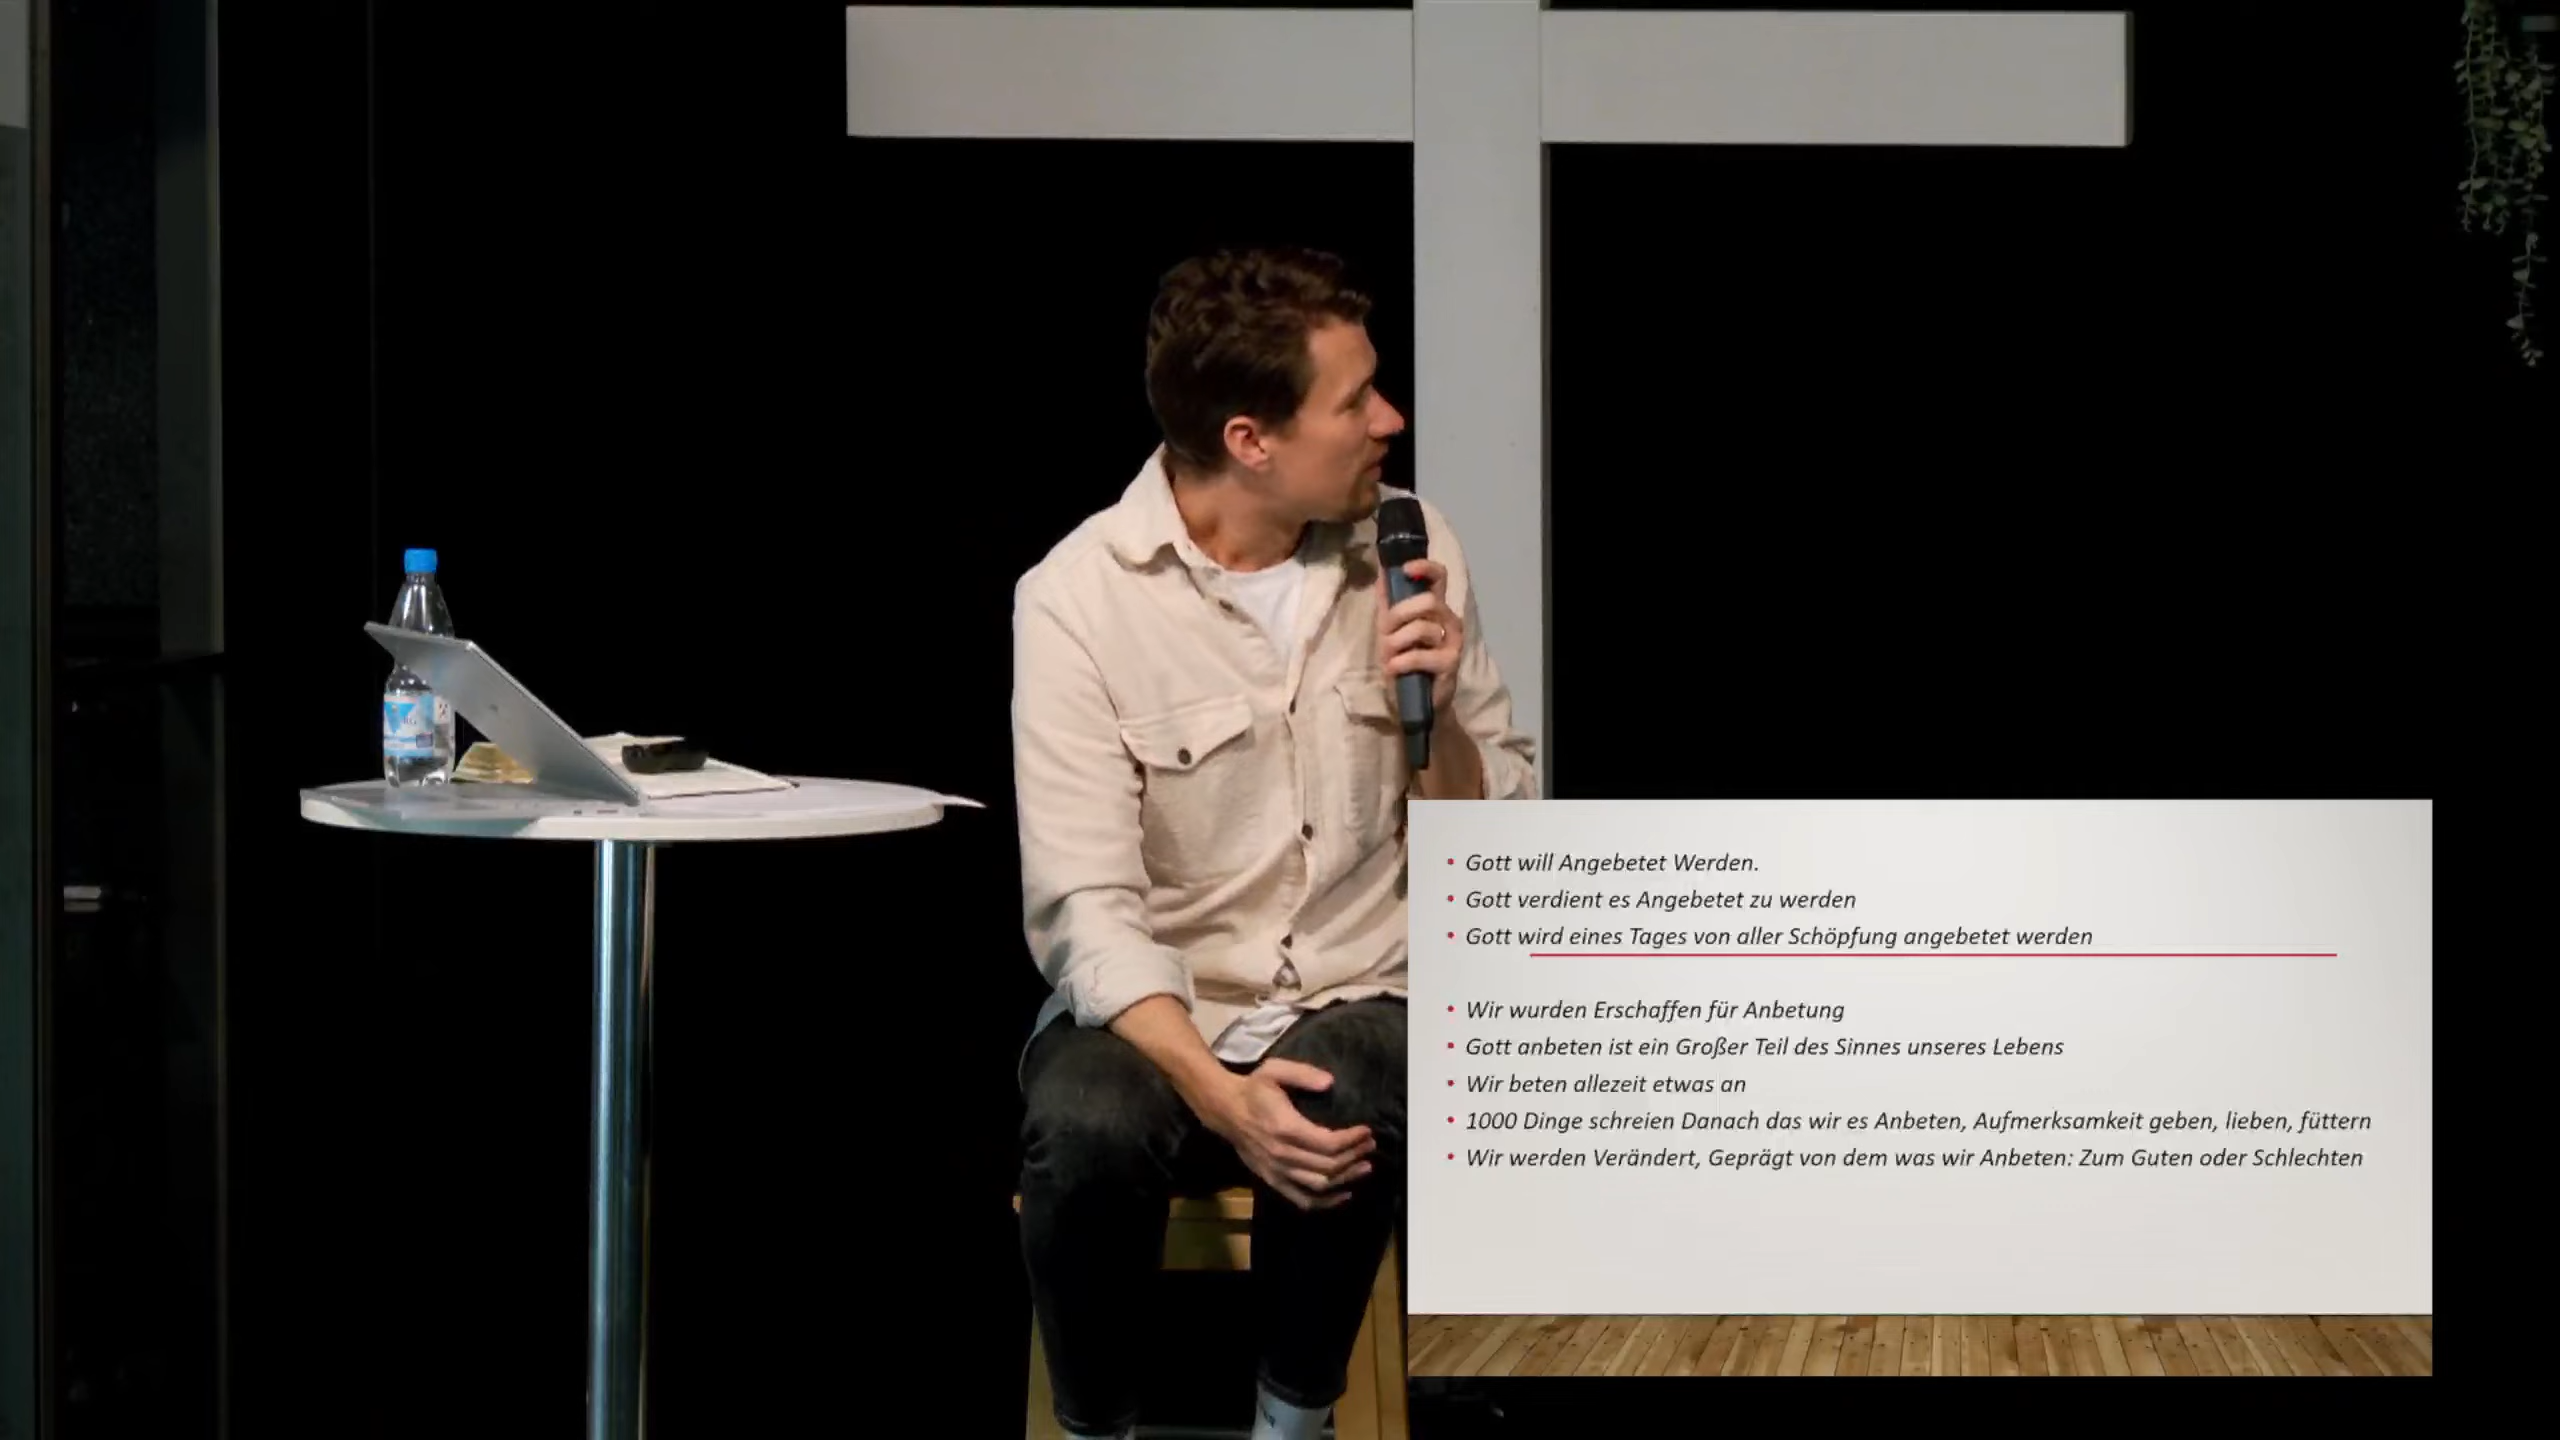 • Gott will Angebetet Werden.
• Gott verdient es Angebetet zu werden
• Gott wird eines Tages von aller Schöpfung angebetet werden
• Wir wurden Erschaffen für Anbetung
• Gott anbeten ist ein Großer Teil des Sinnes unseres Lebens
• Wir beten allezeit etwas an
• 1000 Dinge schreien Danach das wir es Anbeten, Aufmerksamkeit geben, lieben, füttern
• Wir werden Verändert, Geprägt von dem was wir Anbeten: Zum Guten oder Schlechten